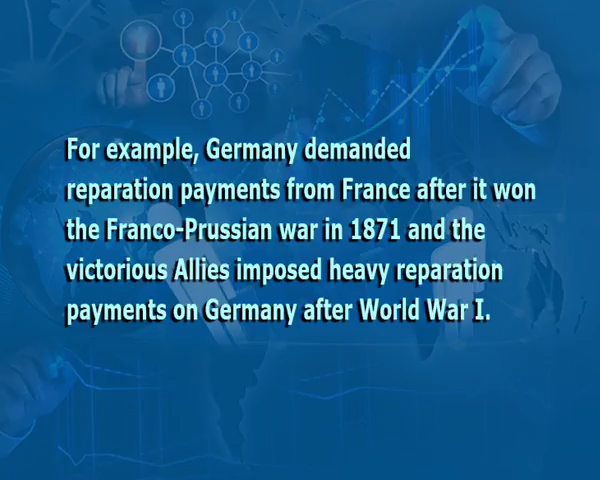 For example, Germany demanded
reparation payments from France after it won
the Franco-Prussian war in 1871 and the
victorious Allies imposed heavy reparation
payments on Germany after World War I.